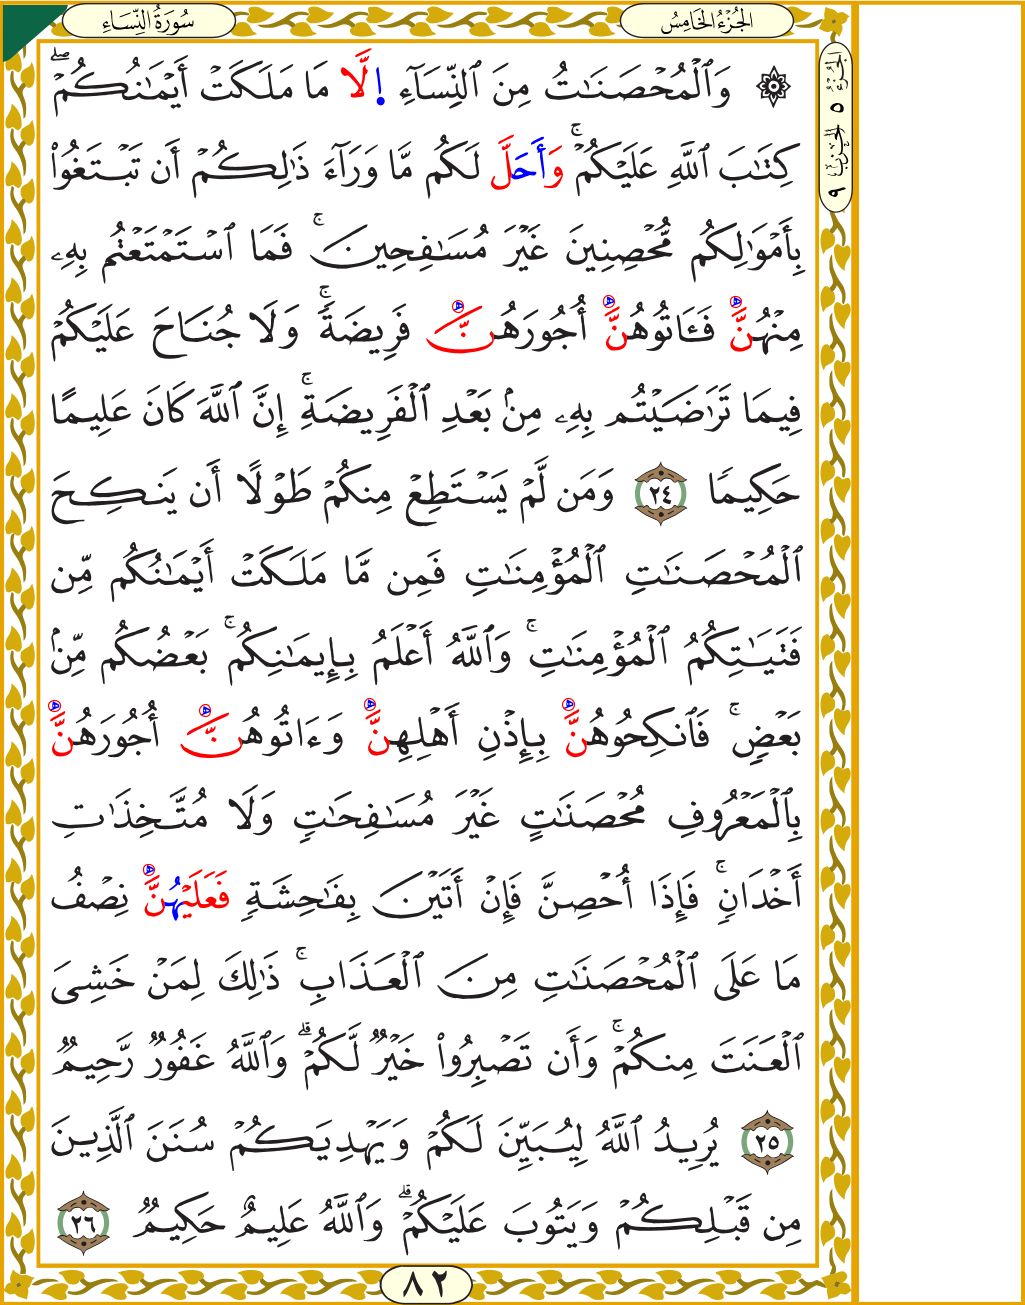 سُورَةُ النِّسَاءِ
الجُزْءُ الخَامِسُ
الجُزْءُ ٥ الحِزْبُ ٩
۞ وَٱلْمُحْصَنَـٰتُ مِنَ ٱلنِّسَآءِ اِلَّا مَا مَلَكَتْ أَيْمَـٰنُكُمْ ۖ
كِتَـٰبَ ٱللَّهِ عَلَيْكُمْ ۚ وَأَحَلَّ لَكُم مَّا وَرَآءَ ذَٰلِكُمْ أَن تَبْتَغُوا۟
بِأَمْوَٰلِكُم مُّحْصِنِينَ غَيْرَ مُسَـٰفِحِينَ ۚ فَمَا ٱسْتَمْتَعْتُم بِهِۦ
مِنْهُنَّ فَـَٔاتُوهُنَّ أُجُورَهُنَّ فَرِيضَةً ۚ وَلَا جُنَاحَ عَلَيْكُمْ
فِيمَا تَرَٰضَيْتُم بِهِۦ مِنۢ بَعْدِ ٱلْفَرِيضَةِ ۚ إِنَّ ٱللَّهَ كَانَ عَلِيمًا
حَكِيمًا ٢٤ وَمَن لَّمْ يَسْتَطِعْ مِنكُمْ طَوْلًا أَن يَنكِحَ
ٱلْمُحْصَنَـٰتِ ٱلْمُؤْمِنَـٰتِ فَمِن مَّا مَلَكَتْ أَيْمَـٰنُكُم مِّن
فَتَيَـٰتِكُمُ ٱلْمُؤْمِنَـٰتِ ۚ وَٱللَّهُ أَعْلَمُ بِإِيمَـٰنِكُم ۚ بَعْضُكُم مِّنۢ
بَعْضٍ ۚ فَٱنكِحُوهُنَّ بِإِذْنِ أَهْلِهِنَّ وَءَاتُوهُنَّ أُجُورَهُنَّ
بِٱلْمَعْرُوفِ مُحْصَنَـٰتٍ غَيْرَ مُسَـٰفِحَـٰتٍ وَلَا مُتَّخِذَٰتِ
أَخْدَانٍ ۚ فَإِذَا أُحْصِنَّ فَإِنْ أَتَيْنَ بِفَـٰحِشَةٍ فَعَلَيْهُنَّ نِصْفُ
مَا عَلَى ٱلْمُحْصَنَـٰتِ مِنَ ٱلْعَذَابِ ۚ ذَٰلِكَ لِمَنْ خَشِىَ
ٱلْعَنَتَ مِنكُمْ ۚ وَأَن تَصْبِرُوا۟ خَيْرٌ لَّكُمْ ۗ وَٱللَّهُ غَفُورٌ رَّحِيمٌ
٢٥ يُرِيدُ ٱللَّهُ لِيُبَيِّنَ لَكُمْ وَيَهْدِيَكُمْ سُنَنَ ٱلَّذِينَ
مِن قَبْلِكُمْ وَيَتُوبَ عَلَيْكُمْ ۗ وَٱللَّهُ عَلِيمٌ حَكِيمٌ ٢٦
٨٢